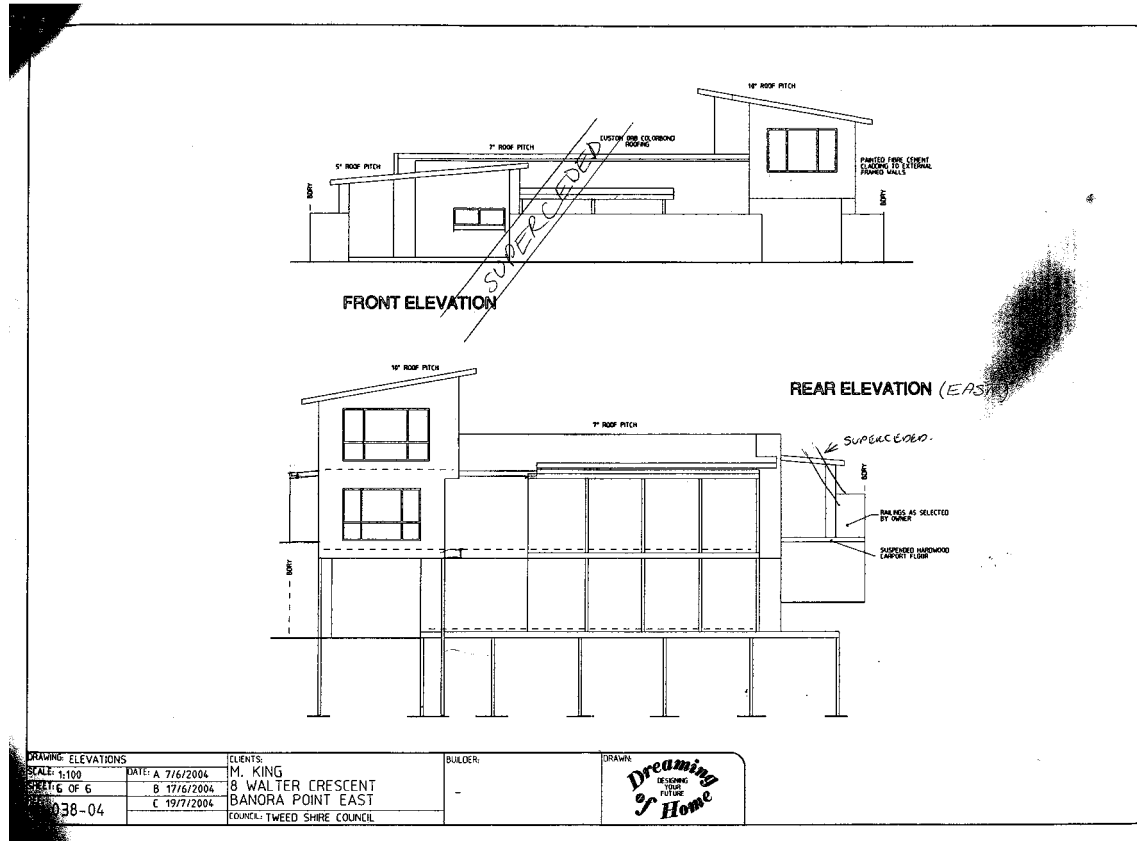 10° ROOF PITCH
CUSTOM ORB COLORBOND
ROOFING
7° ROOF PITCH
5° ROOF PITCH
PAINTED FIBRE CEMENT
CLADDING TO EXTERNAL
FRAMED WALLS
BDRY
BDRY
SUPERCEDED
FRONT ELEVATION
10° ROOF PITCH
REAR ELEVATION (EAST)
7° ROOF PITCH
SUPERCEDED.
BDRY
RAILINGS AS SELECTED
BY OWNER
SUSPENDED HARDWOOD
CARPORT FLOOR
BDRY
DRAWING: ELEVATIONS
SCALE: 1:100
DATE: A 7/6/2004
SHEET: 6 OF 6
B 17/6/2004
C 19/7/2004
038-04
CLIENTS:
M. KING
8 WALTER CRESCENT
BANORA POINT EAST
COUNCIL: TWEED SHIRE COUNCIL
BUILDER:
-
DRAWN:
Dreaming
DESIGNING
YOUR
FUTURE
of Home